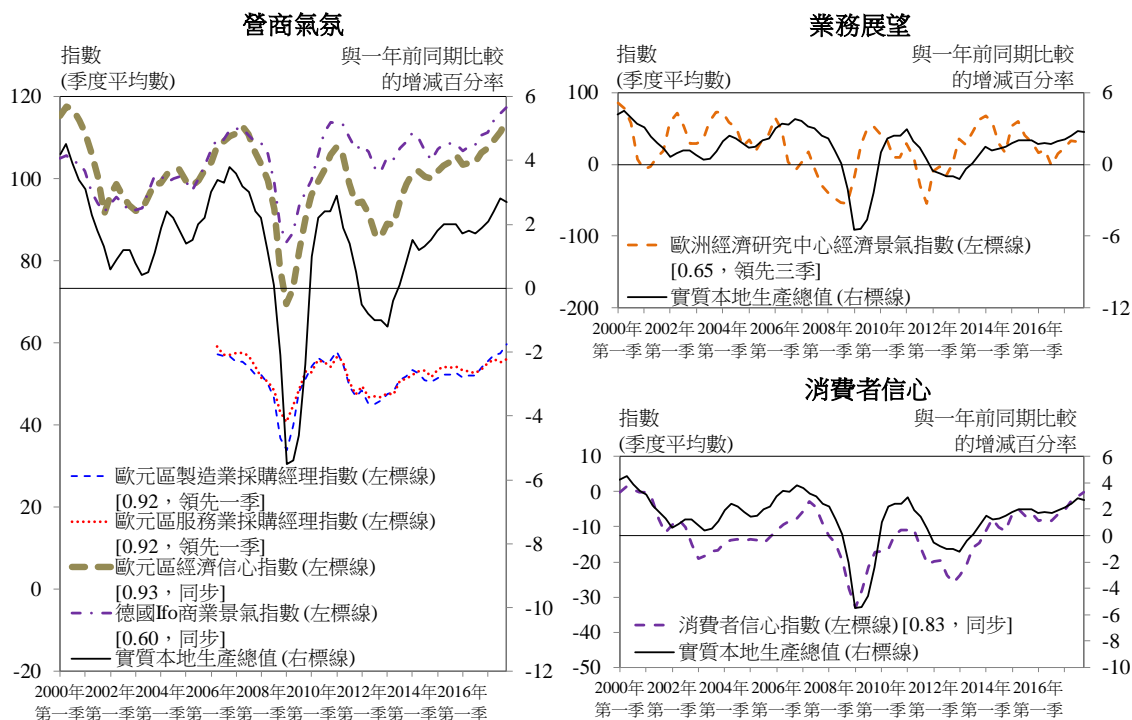 營商氣氛
指數
(季度平均數)
與一年前同期比較
的增減百分率
120
100
80
60
40
20
0
-20
6
4
2
0
-2
-4
-6
-8
-10
-12
歐元區製造業採購經理指數 (左標線)
[0.92，領先一季]
歐元區服務業採購經理指數 (左標線)
[0.92，領先一季]
歐元區經濟信心指數 (左標線)
[0.93，同步]
德國Ifo商業景氣指數 (左標線)
[0.60，同步]
實質本地生產總值 (右標線)
2000年 2002年 2004年 2006年 2008年 2010年 2012年 2014年 2016年
第一季 第一季 第一季 第一季 第一季 第一季 第一季 第一季 第一季
業務展望
指數
(季度平均數)
與一年前同期比較
的增減百分率
100
0
-100
-200
6
0
-6
-12
歐洲經濟研究中心經濟景氣指數 (左標線)
[0.65，領先三季]
實質本地生產總值 (右標線)
2000年 2002年 2004年 2006年 2008年 2010年 2012年 2014年 2016年
第一季 第一季 第一季 第一季 第一季 第一季 第一季 第一季 第一季
消費者信心
指數
(季度平均數)
與一年前同期比較
的增減百分率
10
0
-10
-20
-30
-40
-50
6
4
2
0
-2
-4
-6
-8
-10
消費者信心指數 (左標線) [0.83，同步]
實質本地生產總值 (右標線)
2000年 2002年 2004年 2006年 2008年 2010年 2012年 2014年 2016年
第一季 第一季 第一季 第一季 第一季 第一季 第一季 第一季 第一季